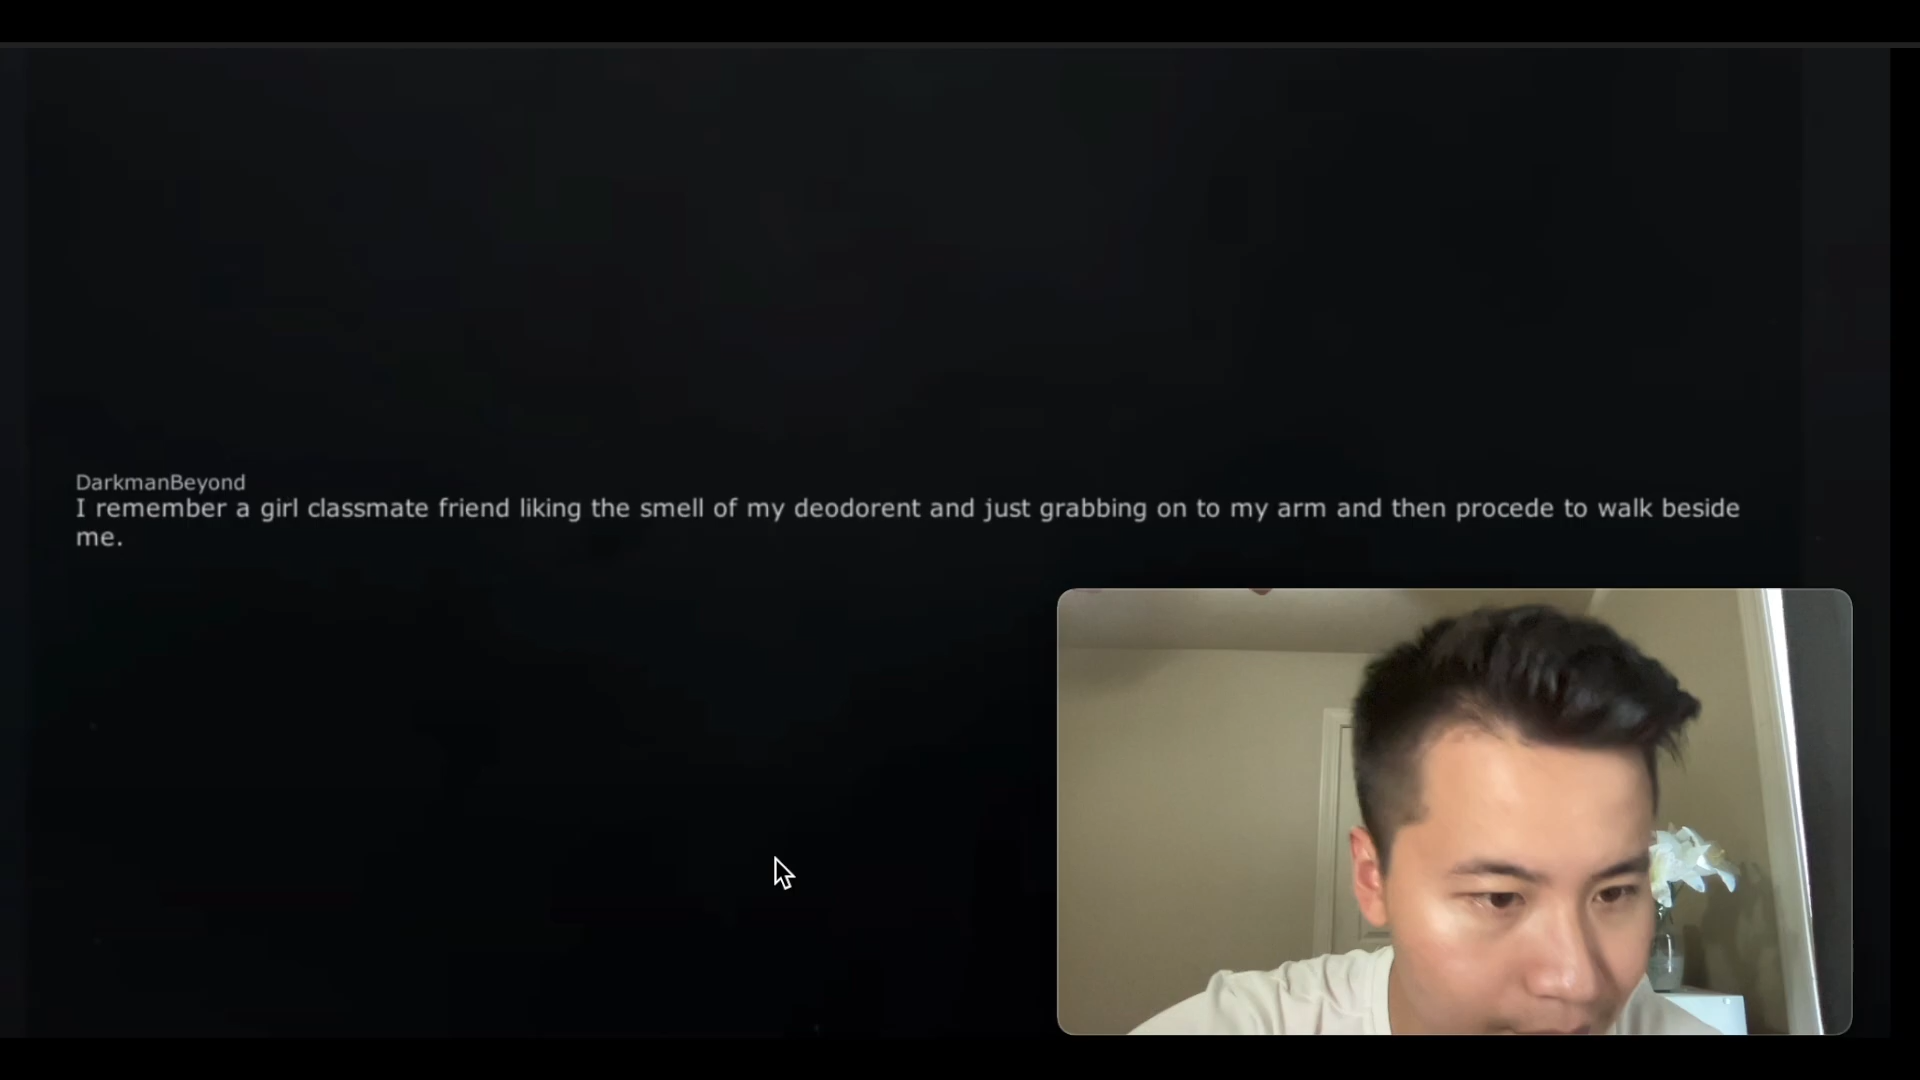 DarkmanBeyond
I remember a girl classmate friend liking the smell of my deodorent and just grabbing on to my arm and then procede to walk beside
me.